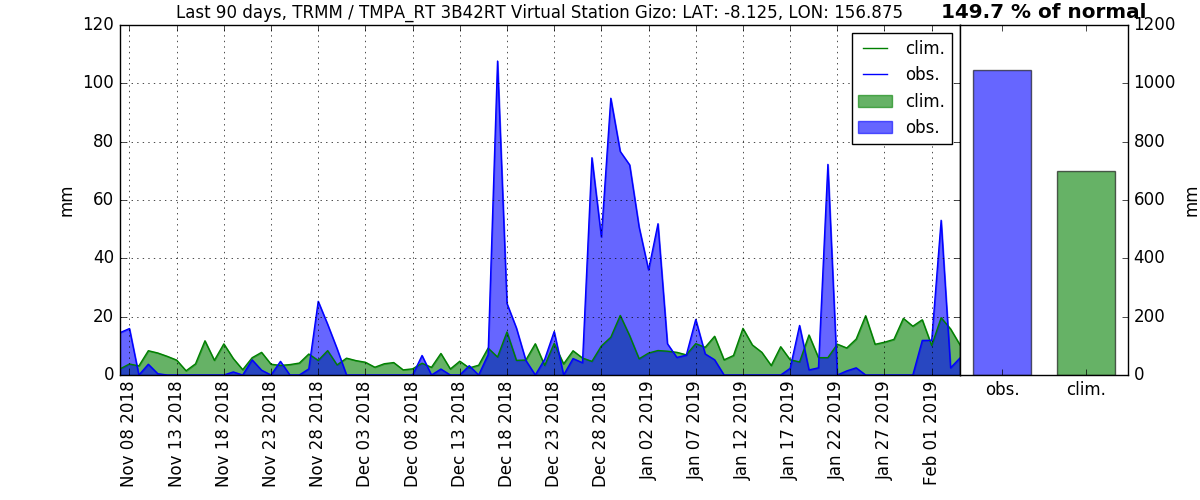 Last 90 days, TRMM / TMPA_RT 3B42RT Virtual Station Gizo: LAT: -8.125, LON: 156.875
149.7 % of normal
120
100
80
60
40
20
0
mm
clim.
obs.
clim.
obs.
1200
1000
800
600
400
200
0
mm
obs.
clim.
Nov 08 2018
Nov 13 2018
Nov 18 2018
Nov 23 2018
Nov 28 2018
Dec 03 2018
Dec 08 2018
Dec 13 2018
Dec 18 2018
Dec 23 2018
Dec 28 2018
Jan 02 2019
Jan 07 2019
Jan 12 2019
Jan 17 2019
Jan 22 2019
Jan 27 2019
Feb 01 2019